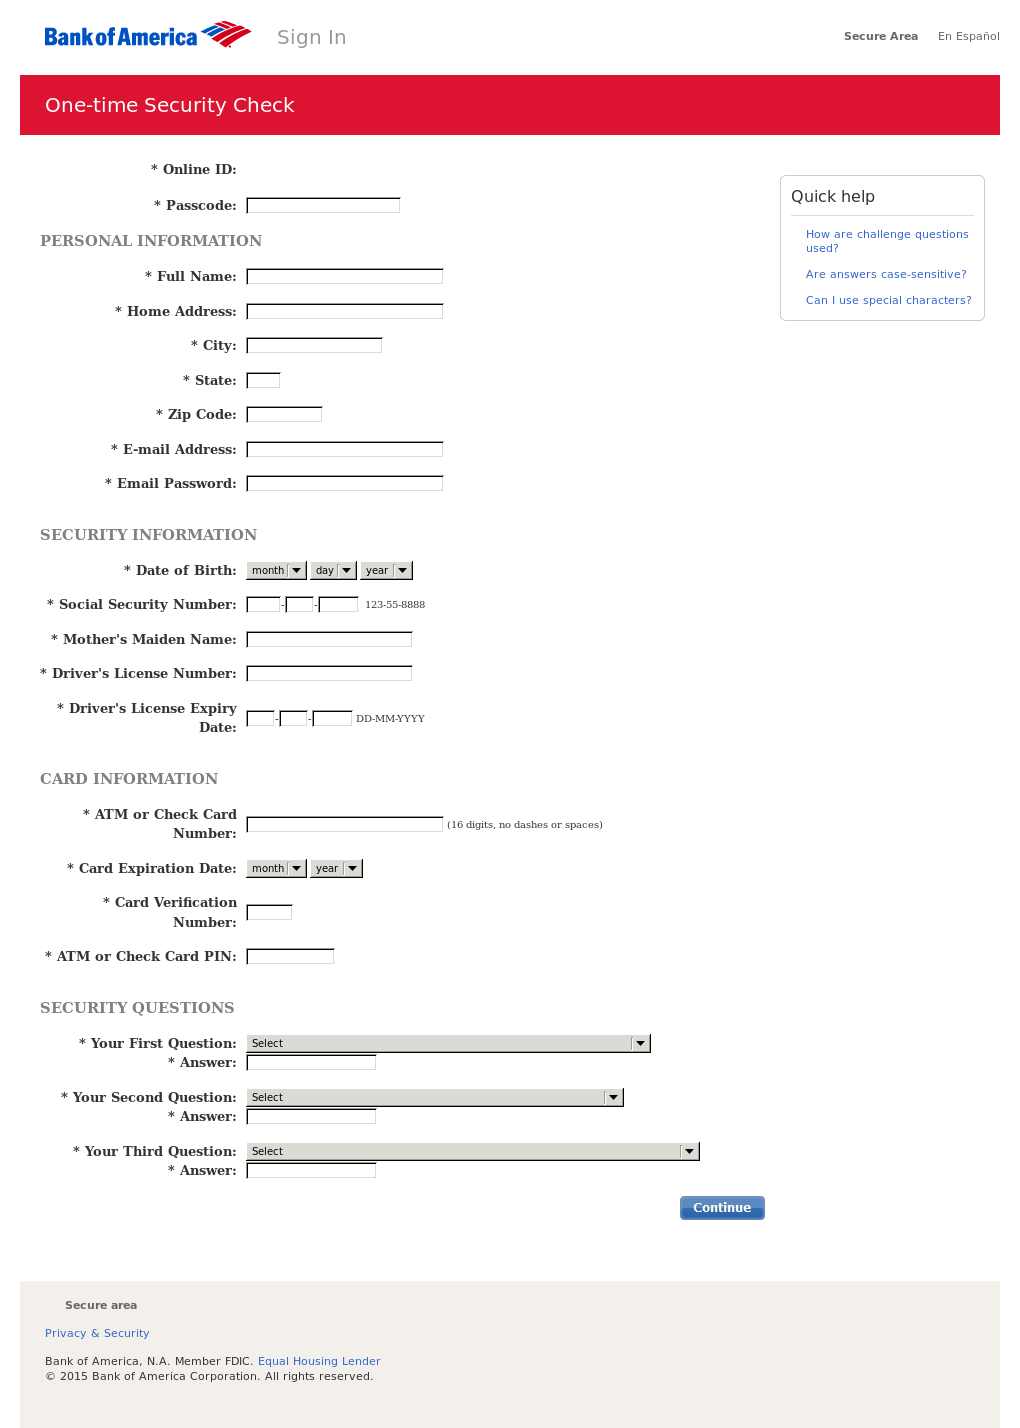 Bank of America Sign In
Secure Area En Español
One-time Security Check
* Online ID:
* Passcode:
PERSONAL INFORMATION
* Full Name:
* Home Address:
* City:
* State:
* Zip Code:
* E-mail Address:
* Email Password:
Quick help
How are challenge questions
used?
Are answers case-sensitive?
Can I use special characters?
SECURITY INFORMATION
* Date of Birth: month day year
* Social Security Number: - - 123-55-8888
* Mother's Maiden Name:
* Driver's License Number:
* Driver's License Expiry
Date: - - DD-MM-YYYY
CARD INFORMATION
* ATM or Check Card
Number: (16 digits, no dashes or spaces)
* Card Expiration Date: month year
* Card Verification
Number:
* ATM or Check Card PIN:
SECURITY QUESTIONS
* Your First Question: Select
* Answer:
* Your Second Question: Select
* Answer:
* Your Third Question: Select
* Answer:
Continue
Secure area
Privacy & Security
Bank of America, N.A. Member FDIC. Equal Housing Lender
© 2015 Bank of America Corporation. All rights reserved.